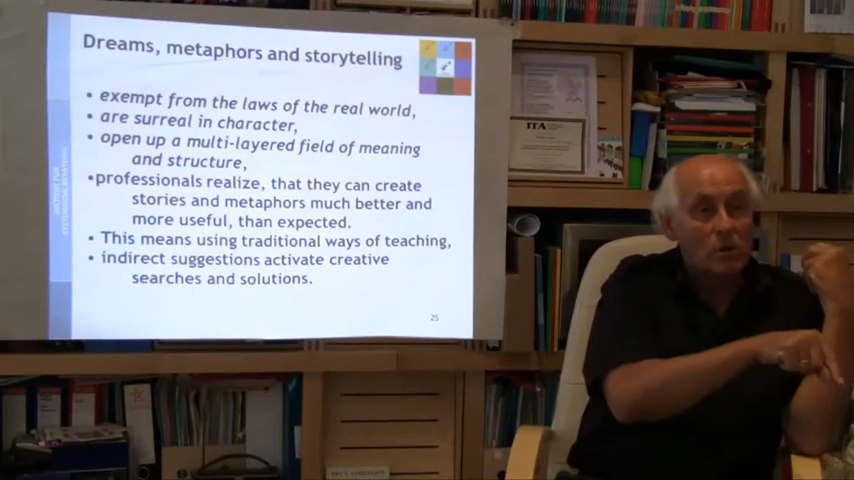 Dreams, metaphors and storytelling
• exempt from the laws of the real world,
• are surreal in character,
• open up a multi-layered field of meaning
and structure,
•professionals realize, that they can create
stories and metaphors much better and
more useful, than expected.
• This means using traditional ways of teaching,
• indirect suggestions activate creative
searches and solutions.
25
ITA